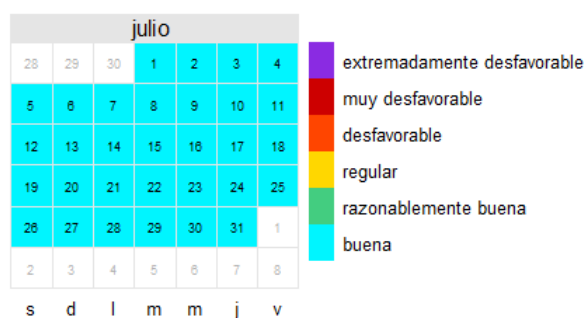 julio
28 29 30 1 2 3 4
5 6 7 8 9 10 11
12 13 14 15 16 17 18
19 20 21 22 23 24 25
26 27 28 29 30 31 1
2 3 4 5 6 7 8
s d l m m j v
extremadamente desfavorable
muy desfavorable
desfavorable
regular
razonablemente buena
buena